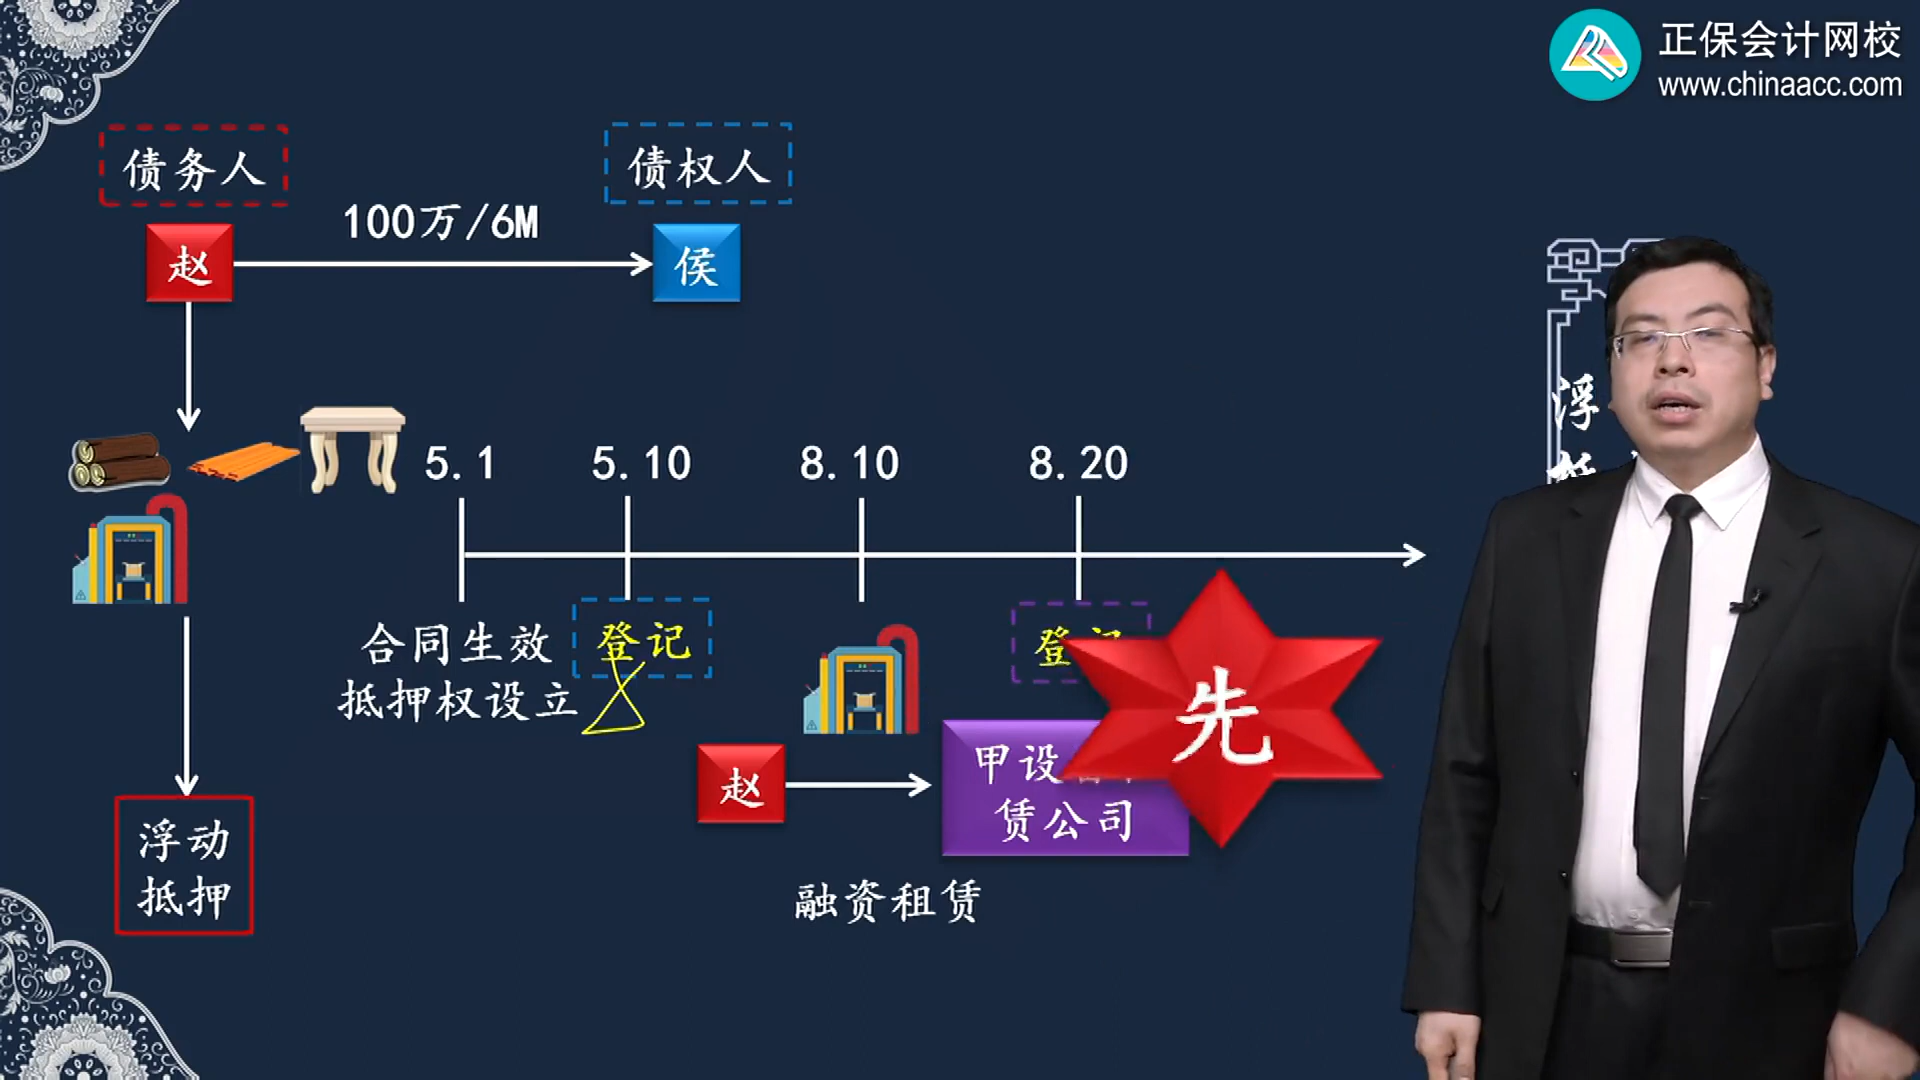 正保会计网校
www.chinaacc.com
债务人
债权人
100万/6M
赵
侯
5.1
5.10
8.10
8.20
合同生效
抵押权设立
登记
登记
先
赵
甲设
赁公司
融资租赁
浮动
抵押
浮